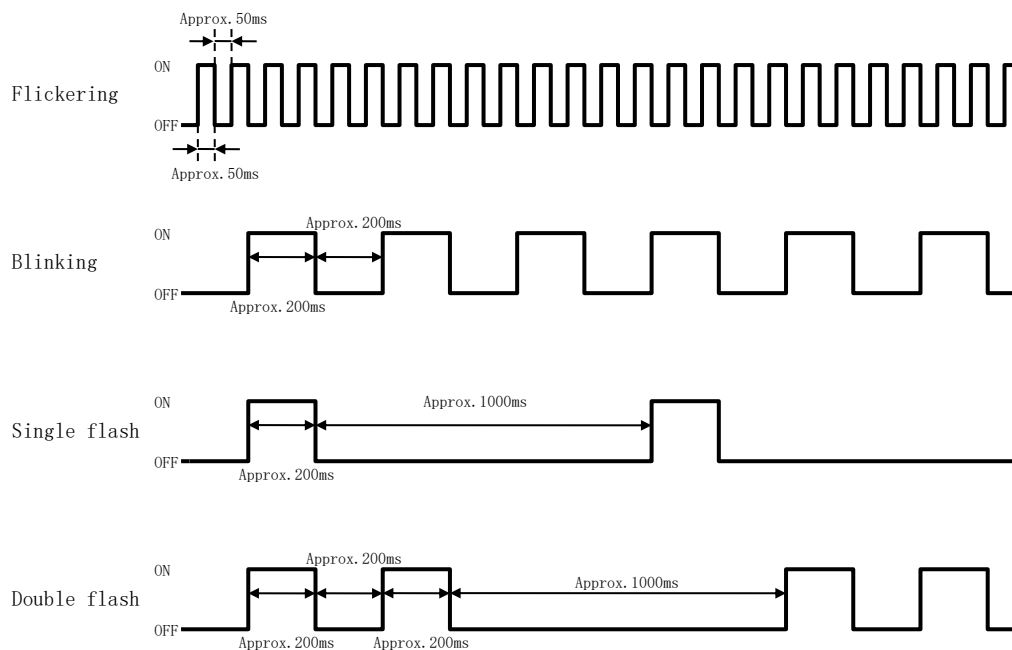 Approx.50ms
ON
Flickering
OFF
Approx.50ms
Approx.200ms
ON
Blinking
OFF
Approx.200ms
ON
Approx.1000ms
Single flash
OFF
Approx.200ms
Approx.200ms
ON
Approx.1000ms
Double flash
OFF
Approx.200ms
Approx.200ms